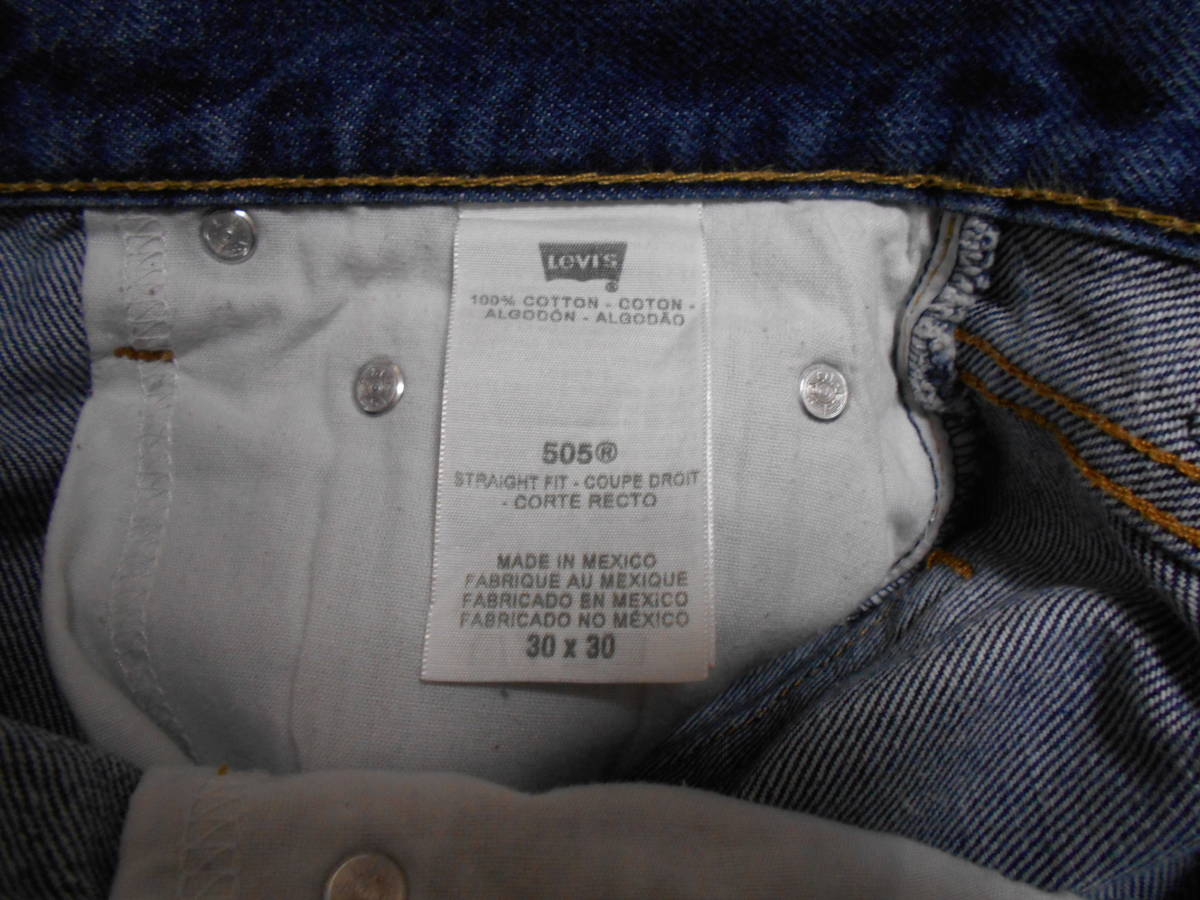 LEVI'S ®
100% COTTON - COTON -
ALGODÓN - ALGODÃO
505®
STRAIGHT FIT - COUPE DROIT
- CORTE RECTO
MADE IN MEXICO
FABRIQUE AU MEXIQUE
FABRICADO EN MEXICO
FABRICADO NO MÉXICO
30 x 30